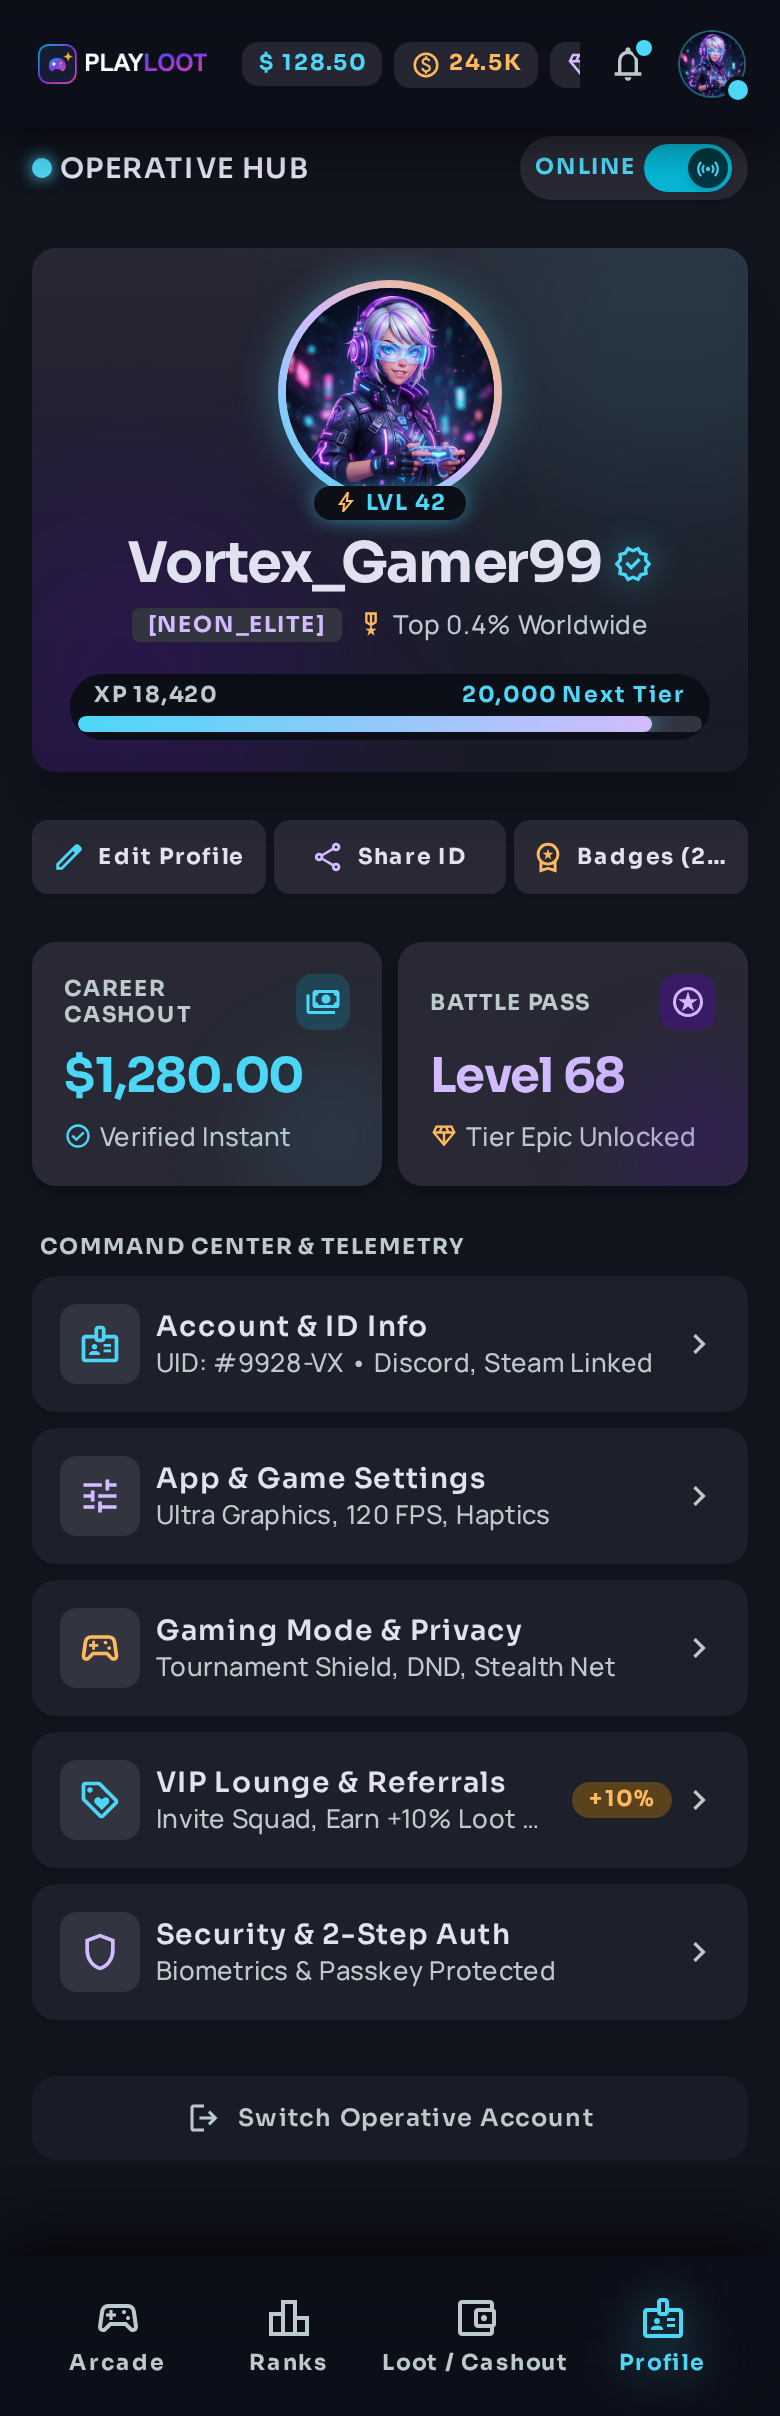 PLAYLOOT
$ 128.50
24.5K
OPERATIVE HUB
ONLINE
LVL 42
Vortex_Gamer99
[NEON_ELITE]
Top 0.4% Worldwide
XP 18,420
20,000 Next Tier
Edit Profile
Share ID
Badges (2...
CAREER
CASHOUT
BATTLE PASS
$1,280.00
Level 68
Verified Instant
Tier Epic Unlocked
COMMAND CENTER & TELEMETRY
Account & ID Info
UID: #9928-VX • Discord, Steam Linked
App & Game Settings
Ultra Graphics, 120 FPS, Haptics
Gaming Mode & Privacy
Tournament Shield, DND, Stealth Net
VIP Lounge & Referrals
Invite Squad, Earn +10% Loot ...
+10%
Security & 2-Step Auth
Biometrics & Passkey Protected
Switch Operative Account
Arcade
Ranks
Loot / Cashout
Profile